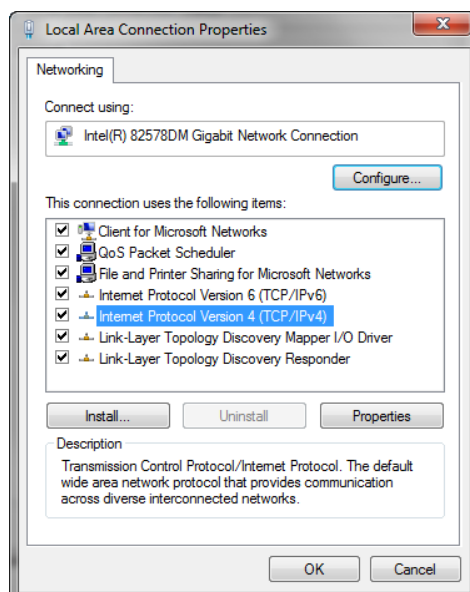 Local Area Connection Properties
Networking
Connect using:
Intel(R) 82578DM Gigabit Network Connection
Configure...
This connection uses the following items:
Client for Microsoft Networks
QoS Packet Scheduler
File and Printer Sharing for Microsoft Networks
Internet Protocol Version 6 (TCP/IPv6)
Internet Protocol Version 4 (TCP/IPv4)
Link-Layer Topology Discovery Mapper I/O Driver
Link-Layer Topology Discovery Responder
Install...
Uninstall
Properties
Description
Transmission Control Protocol/Internet Protocol. The default
wide area network protocol that provides communication
across diverse interconnected networks.
OK
Cancel